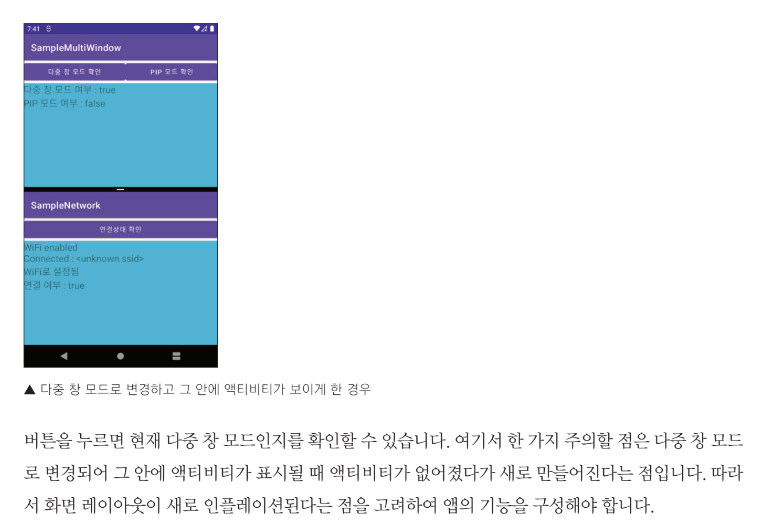 7:41
SampleMultiWindow
다중 창 모드 확인 PIP 모드 확인
다중 창 모드 여부 : true
PIP 모드 여부 : false
SampleNetwork
연결상태 확인
WiFi enabled
Connected : <unknown ssid>
WiFi로 설정됨
연결 여부 : true
▲ 다중 창 모드로 변경하고 그 안에 액티비티가 보이게 한 경우
버튼을 누르면 현재 다중 창 모드인지를 확인할 수 있습니다. 여기서 한 가지 주의할 점은 다중 창 모드
로 변경되어 그 안에 액티비티가 표시될 때 액티비티가 없어졌다가 새로 만들어진다는 점입니다. 따라
서 화면 레이아웃이 새로 인플레이션된다는 점을 고려하여 앱의 기능을 구성해야 합니다.